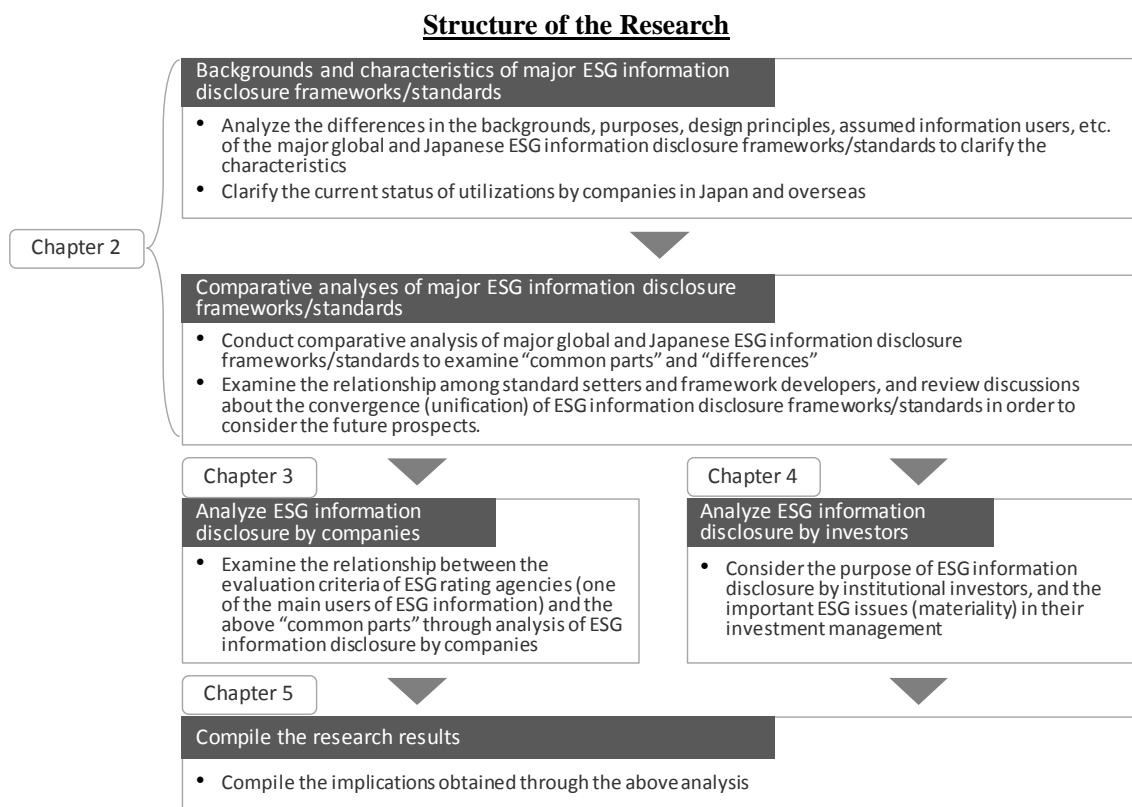 Structure of the Research
Backgrounds and characteristics of major ESG information
disclosure frameworks/standards
• Analyze the differences in the backgrounds, purposes, design principles, assumed information users, etc.
of the major global and Japanese ESG information disclosure frameworks/standards to clarify the
characteristics
• Clarify the current status of utilizations by companies in Japan and overseas
Chapter 2
Comparative analyses of major ESG information disclosure
frameworks/standards
• Conduct comparative analysis of major global and Japanese ESG information disclosure
frameworks/standards to examine “common parts” and “differences”
• Examine the relationship among standard setters and framework developers, and review discussions
about the convergence (unification) of ESG information disclosure frameworks/standards in order to
consider the future prospects.
Chapter 3
Analyze ESG information
disclosure by companies
• Examine the relationship between the
evaluation criteria of ESG rating agencies (one
of the main users of ESG information) and the
above “common parts” through analysis of ESG
information disclosure by companies
Chapter 4
Analyze ESG information
disclosure by investors
• Consider the purpose of ESG information
disclosure by institutional investors, and the
important ESG issues (materiality) in their
investment management
Chapter 5
Compile the research results
• Compile the implications obtained through the above analysis